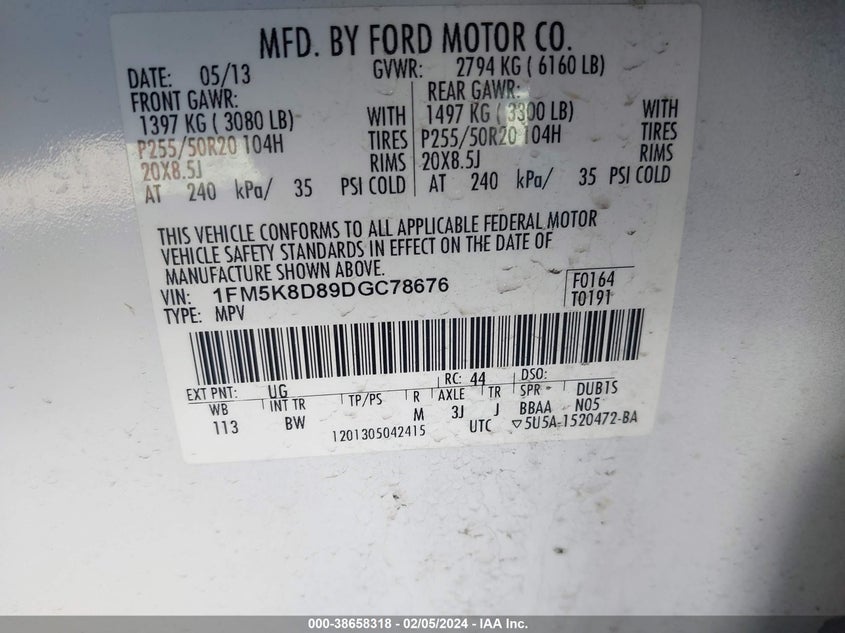 MFD. BY FORD MOTOR CO.
DATE: 05/13 GVWR: 2794 KG ( 6160 LB)
FRONT GAWR: REAR GAWR:
1397 KG ( 3080 LB) WITH 1497 KG ( 3300 LB) WITH
P255/50R20 104H TIRES P255/50R20 104H TIRES
20X8.5J RIMS 20X8.5J RIMS
AT 240 kPa/ 35 PSI COLD AT 240 kPa/ 35 PSI COLD
THIS VEHICLE CONFORMS TO ALL APPLICABLE FEDERAL MOTOR
VEHICLE SAFETY STANDARDS IN EFFECT ON THE DATE OF
MANUFACTURE SHOWN ABOVE.
VIN: 1FM5K8D89DGC78676 F0164
TYPE: MPV T0191
EXT PNT: UG RC: 44 DSO:
WB INT TR TP/PS R AXLE TR SPR DUB1S
113 BW M 3J J BBAA N05
1201305042415 UTC ▽5U5A-1520472-BA
000-38658318 - 02/05/2024 - IAA Inc.